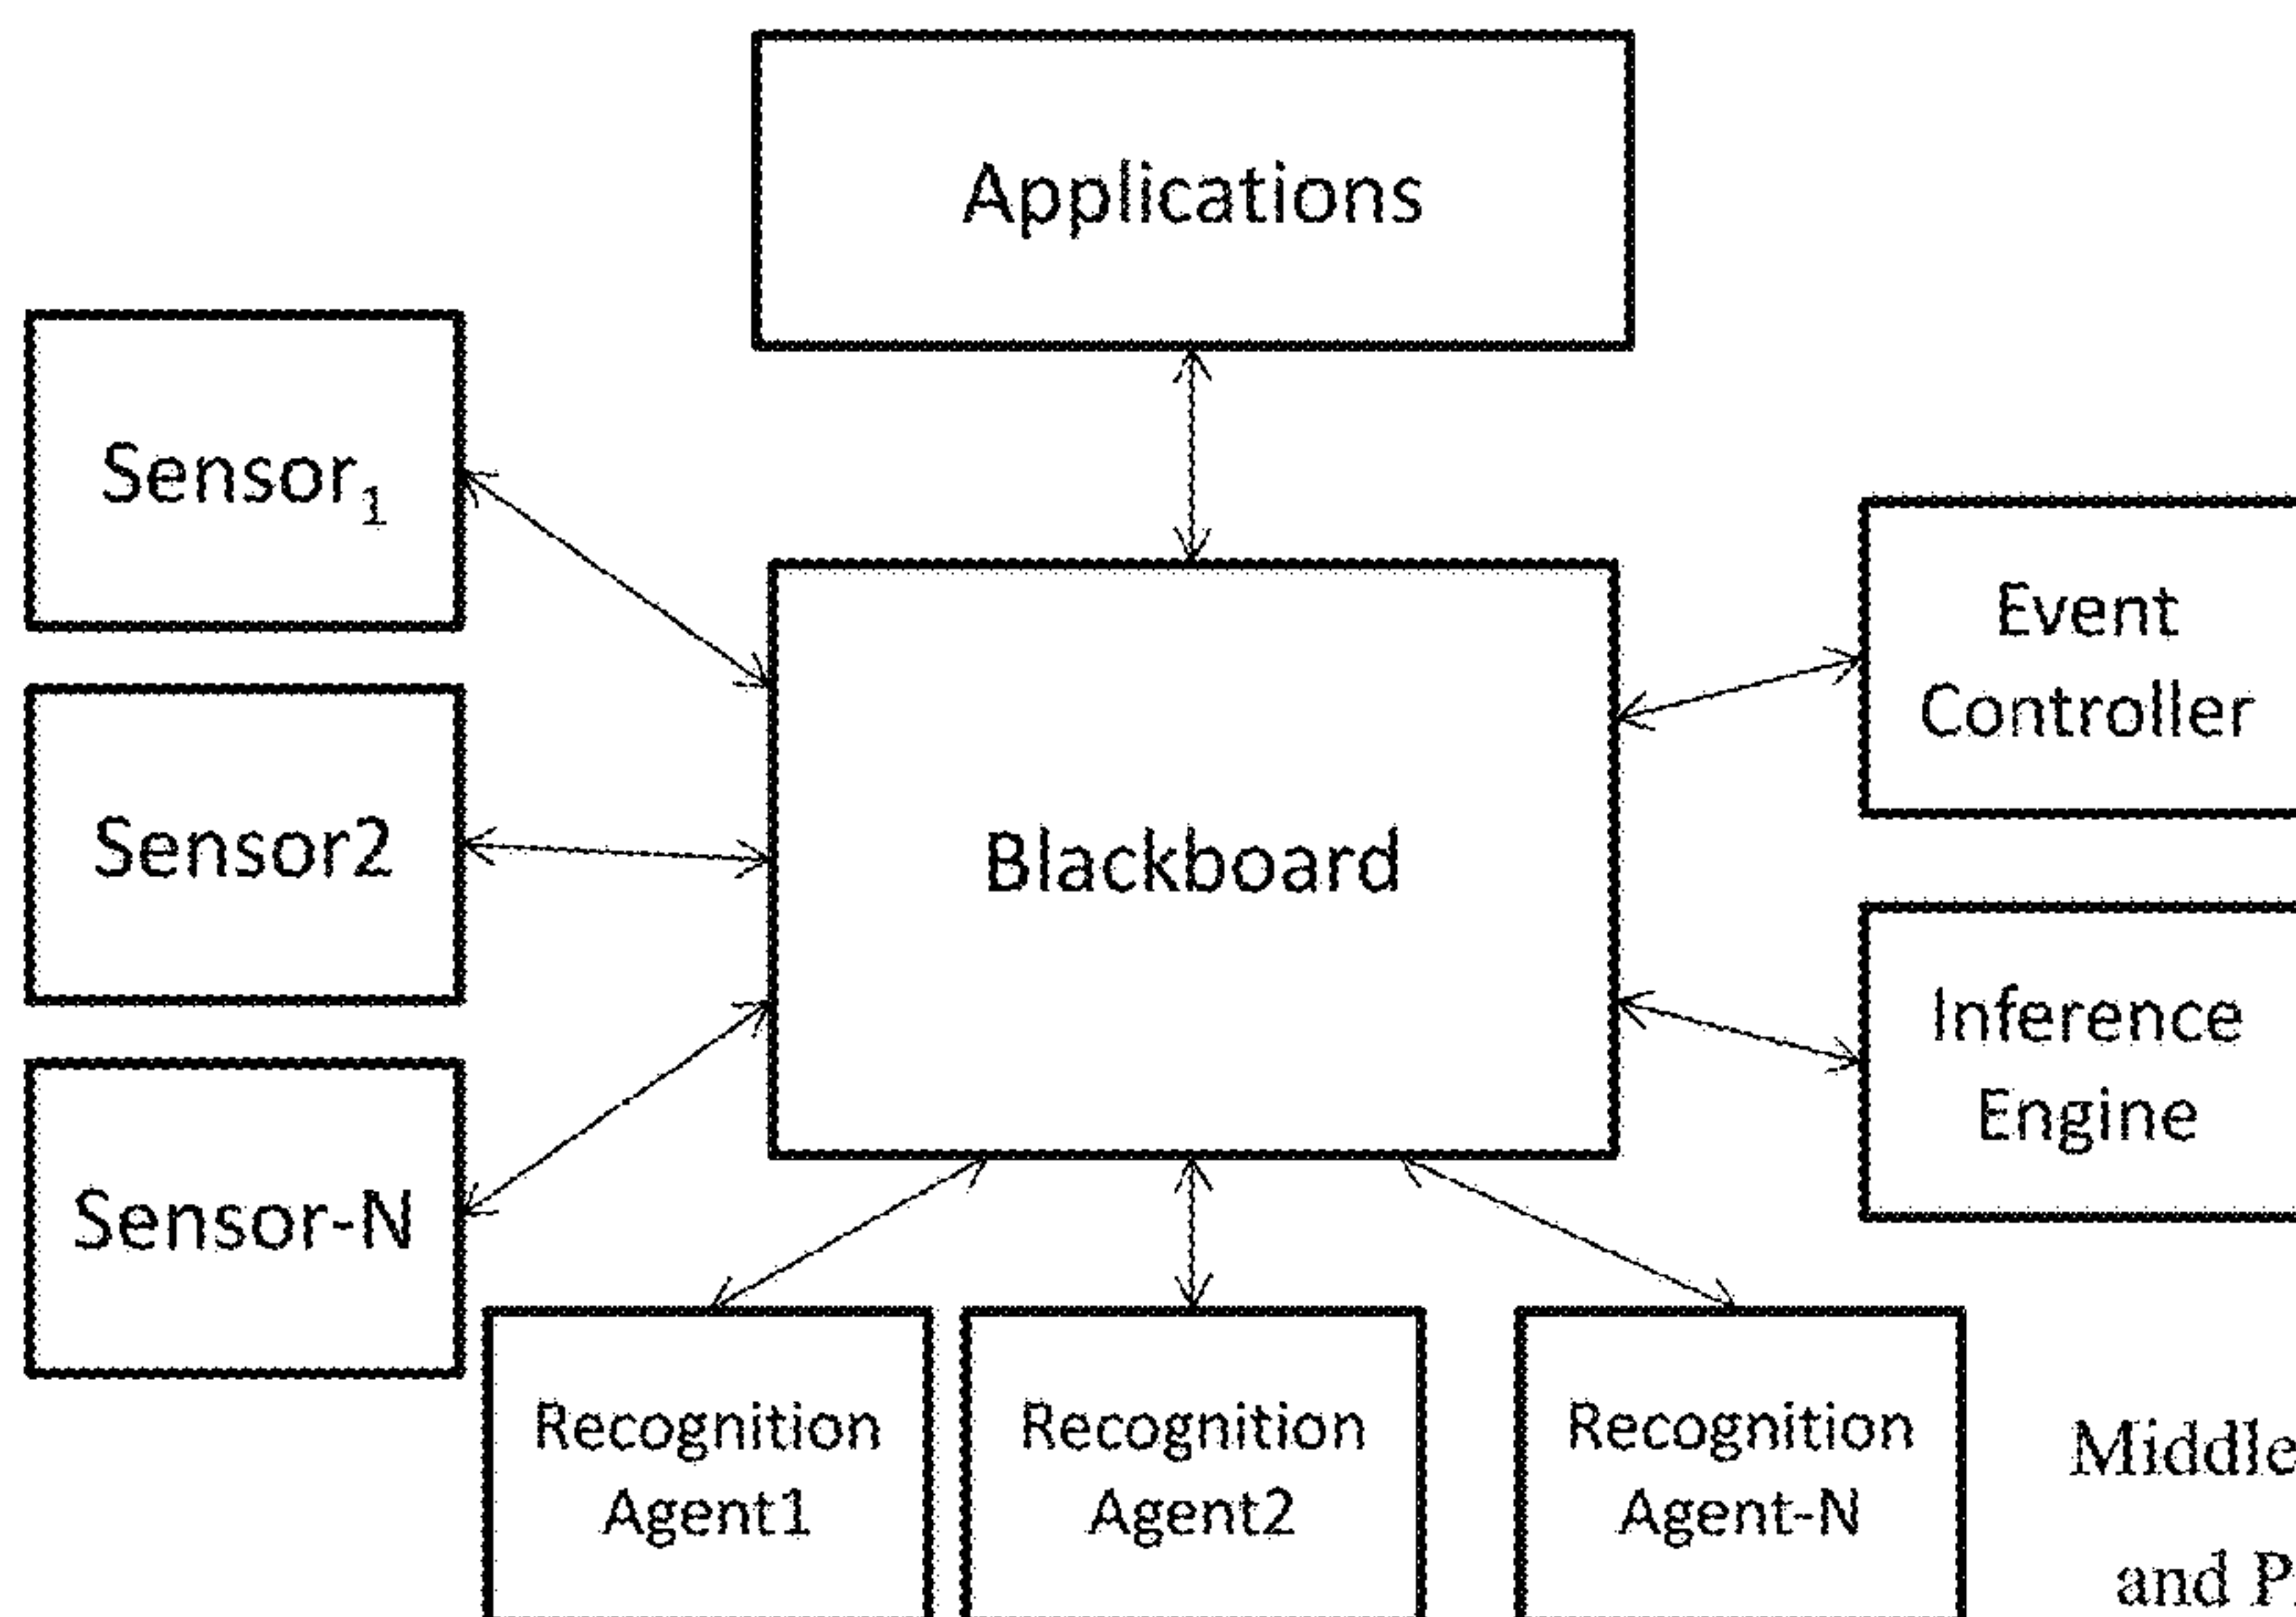 Applications
Sensor₁
Sensor2
Sensor-N
Blackboard
Event
Controller
Inference
Engine
Recognition
Agent1
Recognition
Agent2
Recognition
Agent-N
Middle
and P